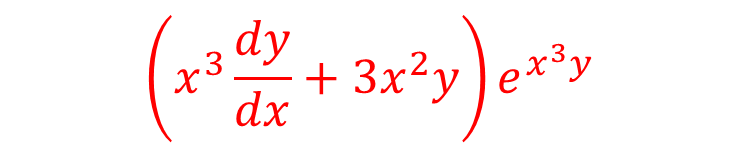 (x³ dy/dx + 3x²y) e^{x³y}